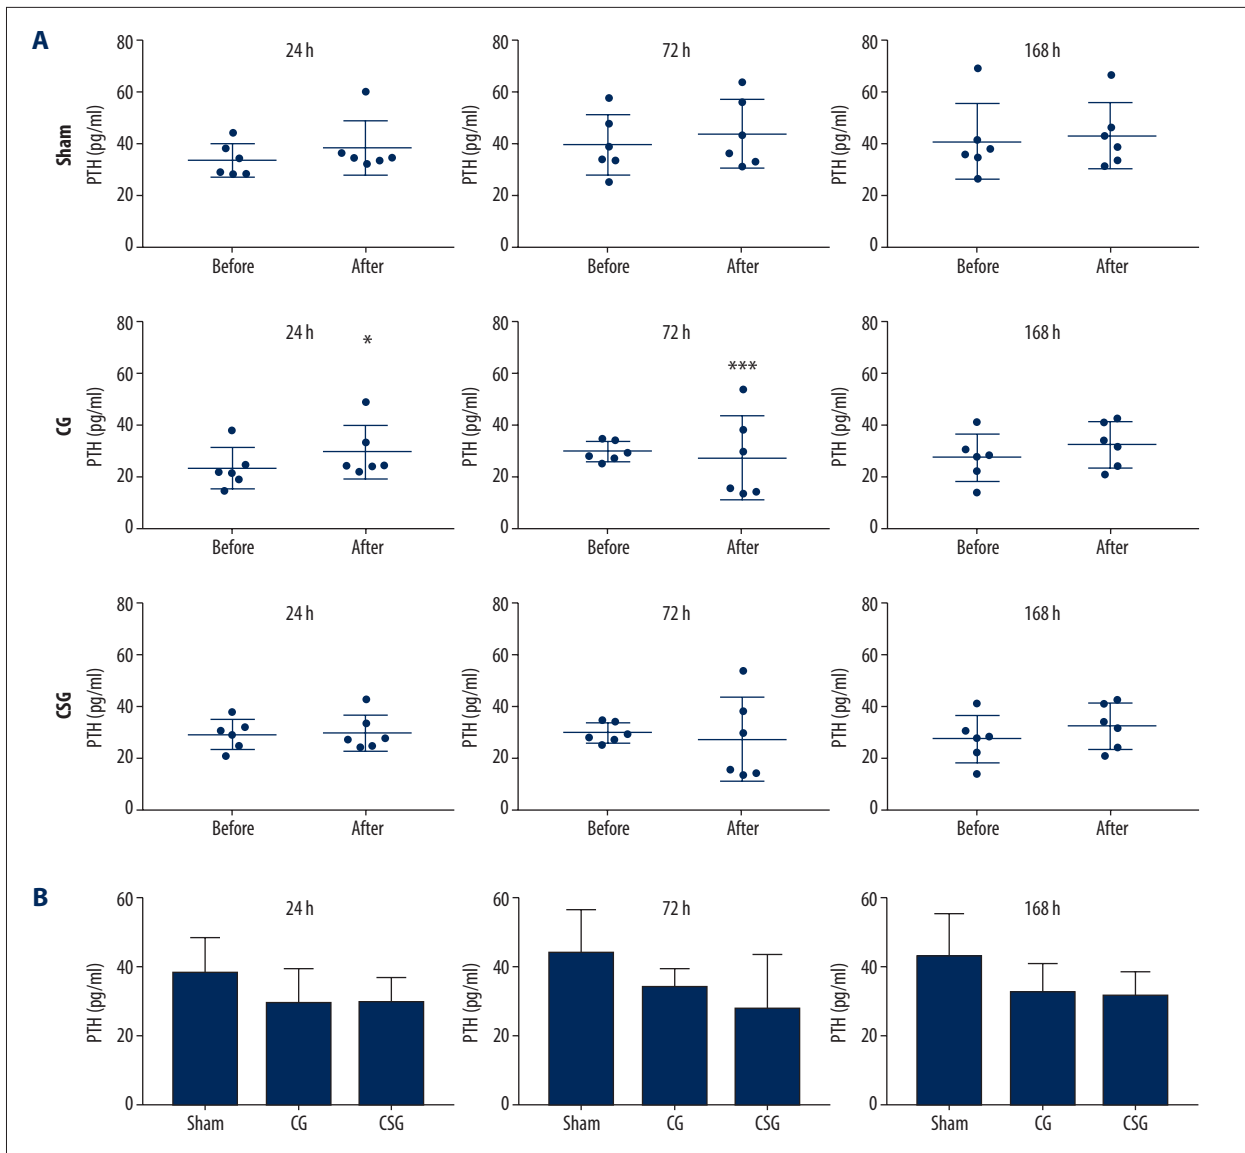 A
24 h
72 h
168 h
Sham
PTH (pg/ml)
80
60
40
20
0
Before
After
PTH (pg/ml)
80
60
40
20
0
Before
After
PTH (pg/ml)
80
60
40
20
0
Before
After
24 h
*
72 h
***
168 h
CG
PTH (pg/ml)
80
60
40
20
0
Before
After
PTH (pg/ml)
80
60
40
20
0
Before
After
PTH (pg/ml)
80
60
40
20
0
Before
After
24 h
72 h
168 h
CSG
PTH (pg/ml)
80
60
40
20
0
Before
After
PTH (pg/ml)
80
60
40
20
0
Before
After
PTH (pg/ml)
80
60
40
20
0
Before
After
B
24 h
72 h
168 h
PTH (pg/ml)
60
40
20
0
Sham
CG
CSG
PTH (pg/ml)
60
40
20
0
Sham
CG
CSG
PTH (pg/ml)
60
40
20
0
Sham
CG
CSG